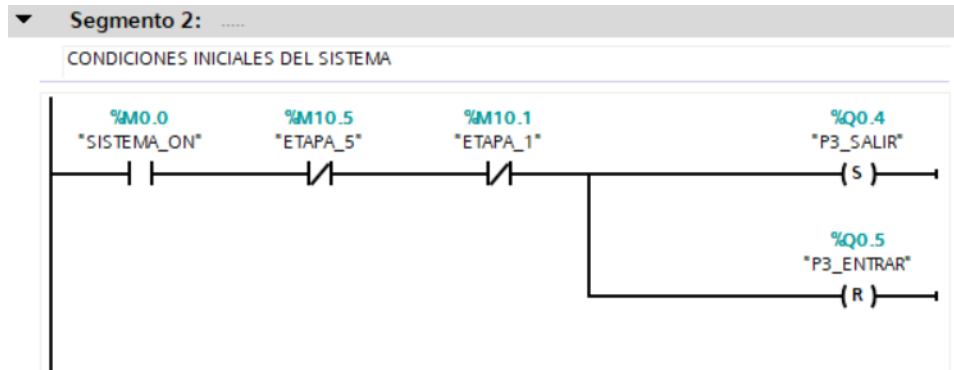 Segmento 2: .....
CONDICIONES INICIALES DEL SISTEMA
%M0.0 %M10.5 %M10.1 %Q0.4
"SISTEMA_ON" "ETAPA_5" "ETAPA_1" "P3_SALIR"
S
%Q0.5
"P3_ENTRAR"
R